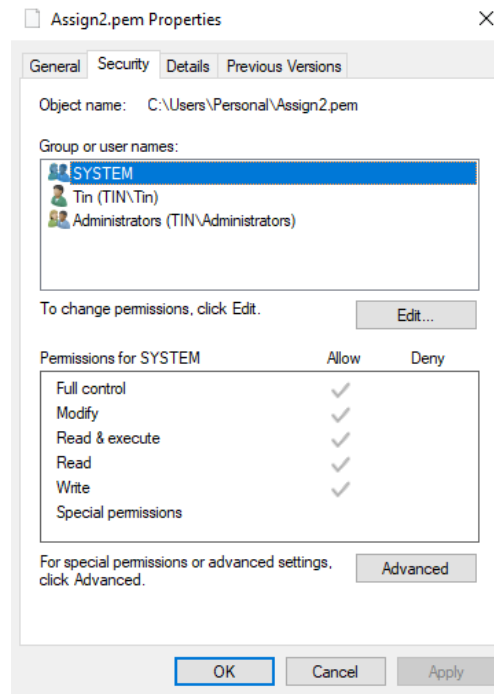 Assign2.pem Properties
General Security Details Previous Versions
Object name: C:\Users\Personal\Assign2.pem
Group or user names:
SYSTEM
Tin (TIN\Tin)
Administrators (TIN\Administrators)
To change permissions, click Edit.
Edit...
Permissions for SYSTEM Allow Deny
Full control
Modify
Read & execute
Read
Write
Special permissions
For special permissions or advanced settings,
click Advanced.
Advanced
OK Cancel Apply